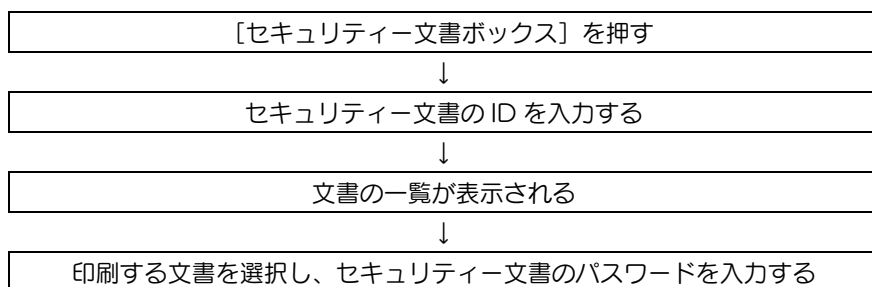 ［セキュリティー文書ボックス］を押す
↓
セキュリティー文書の ID を入力する
↓
文書の一覧が表示される
↓
印刷する文書を選択し、セキュリティー文書のパスワードを入力する